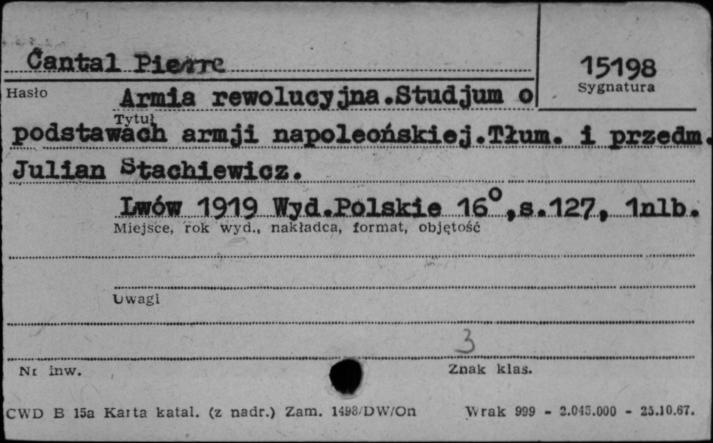 Cantal Pierre
15198
Hasło
Sygnatura
Armia rewolucyjna.Studjum o
Tytuł
podstawach armji napoleońskiej.Tłum. i przedm.
Julian Stachiewicz.
Lwów 1919 Wyd.Polskie 16°,s.127, 1nlb.
Miejsce, rok wyd., nakładca, format, objętość
Uwagi
3
Nr inw.
Znak klas.
CWD B 15a Karta katal. (z nadr.) Zam. 1498/DW/On
Wrak 999 - 2.045.000 - 25.10.67.